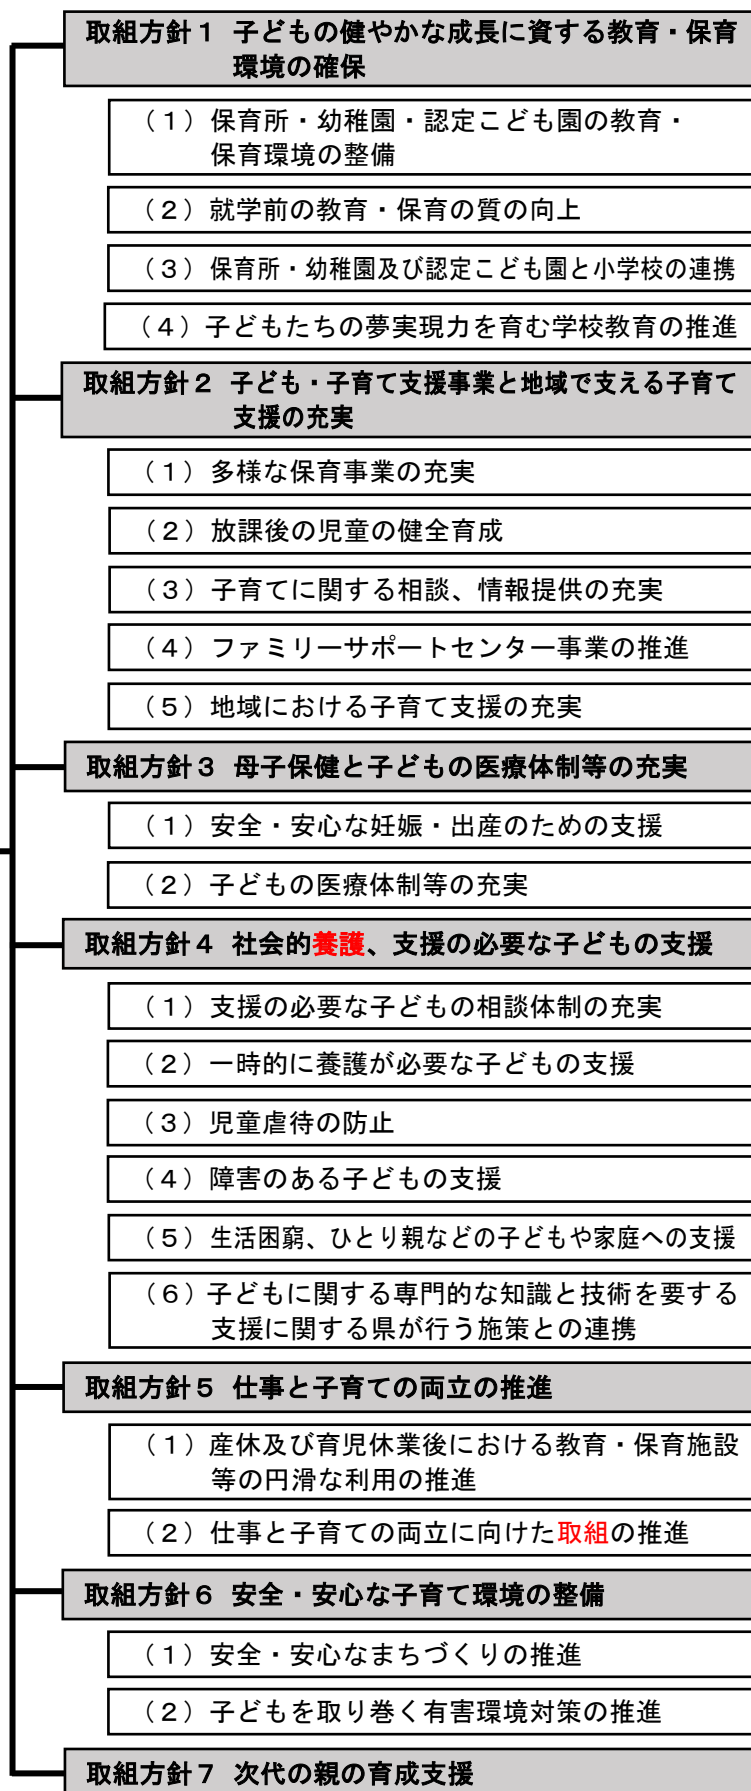 取組方針1 子どもの健やかな成長に資する教育・保育
環境の確保
(1)保育所・幼稚園・認定こども園の教育・
保育環境の整備
(2)就学前の教育・保育の質の向上
(3)保育所・幼稚園及び認定こども園と小学校の連携
(4)子どもたちの夢実現力を育む学校教育の推進
取組方針2 子ども・子育て支援事業と地域で支える子育て
支援の充実
(1)多様な保育事業の充実
(2)放課後の児童の健全育成
(3)子育てに関する相談、情報提供の充実
(4)ファミリーサポートセンター事業の推進
(5)地域における子育て支援の充実
取組方針3 母子保健と子どもの医療体制等の充実
(1)安全・安心な妊娠・出産のための支援
(2)子どもの医療体制等の充実
取組方針4 社会的養護、支援の必要な子どもの支援
(1)支援の必要な子どもの相談体制の充実
(2)一時的に養護が必要な子どもの支援
(3)児童虐待の防止
(4)障害のある子どもの支援
(5)生活困窮、ひとり親などの子どもや家庭への支援
(6)子どもに関する専門的な知識と技術を要する
支援に関する県が行う施策との連携
取組方針5 仕事と子育ての両立の推進
(1)産休及び育児休業後における教育・保育施設
等の円滑な利用の推進
(2)仕事と子育ての両立に向けた取組の推進
取組方針6 安全・安心な子育て環境の整備
(1)安全・安心なまちづくりの推進
(2)子どもを取り巻く有害環境対策の推進
取組方針7 次代の親の育成支援